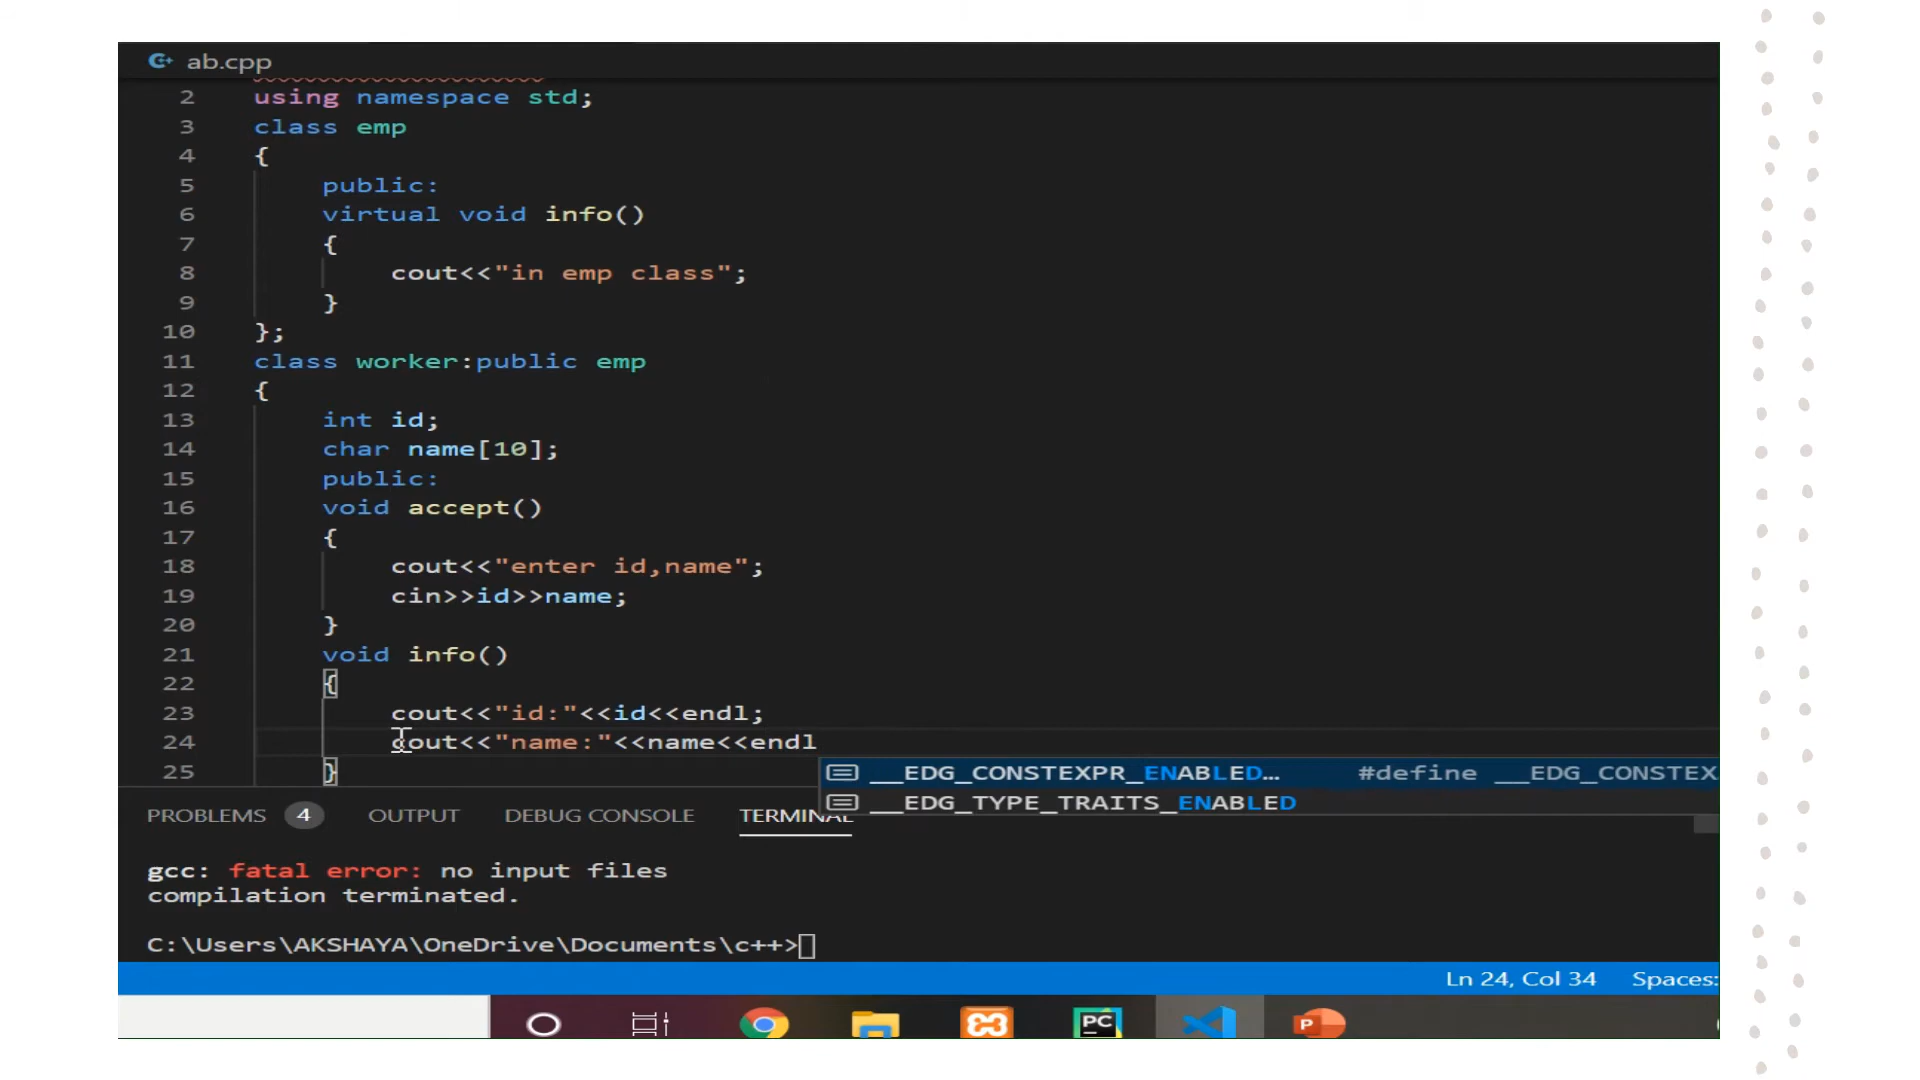 ab.cpp
2 using namespace std;
3 class emp
4 {
5 public:
6 virtual void info()
7 {
8 cout<<"in emp class";
9 }
10 };
11 class worker:public emp
12 {
13 int id;
14 char name[10];
15 public:
16 void accept()
17 {
18 cout<<"enter id,name";
19 cin>>id>>name;
20 }
21 void info()
22 {
23 cout<<"id:"<<id<<endl;
24 cout<<"name:"<<name<<endl
25 }
__EDG_CONSTEXPR_ENABLED… #define __EDG_CONSTEX
__EDG_TYPE_TRAITS_ENABLED
PROBLEMS 4 OUTPUT DEBUG CONSOLE TERMINAL
gcc: fatal error: no input files
compilation terminated.
C:\Users\AKSHAYA\OneDrive\Documents\c++>
Ln 24, Col 34 Spaces:
PC P